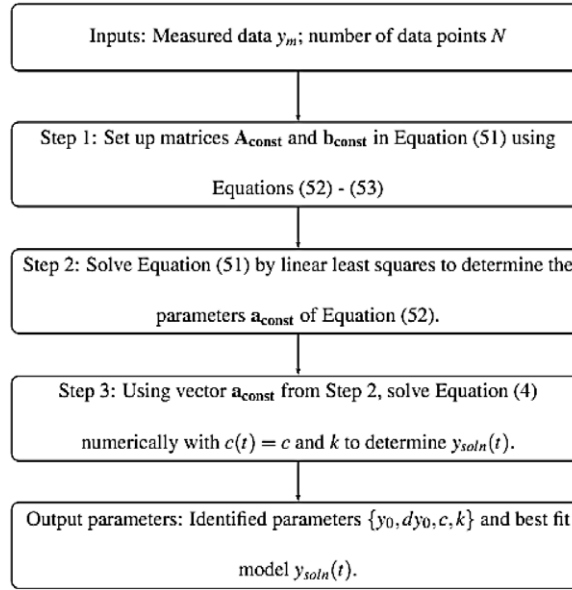 Inputs: Measured data yₘ; number of data points N
Step 1: Set up matrices A_const and b_const in Equation (51) using
Equations (52) - (53)
Step 2: Solve Equation (51) by linear least squares to determine the
parameters a_const of Equation (52).
Step 3: Using vector a_const from Step 2, solve Equation (4)
numerically with c(t) = c and k to determine y_soln(t).
Output parameters: Identified parameters {y₀, dy₀, c, k} and best fit
model y_soln(t).